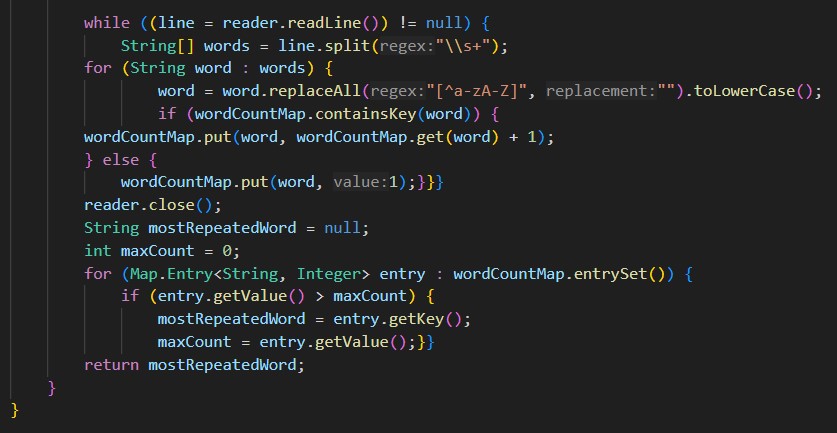 while ((line = reader.readLine()) != null) {
String[] words = line.split(regex:"\\s+");
for (String word : words) {
word = word.replaceAll(regex:"[^a-zA-Z]", replacement:"").toLowerCase();
if (wordCountMap.containsKey(word)) {
wordCountMap.put(word, wordCountMap.get(word) + 1);
} else {
wordCountMap.put(word, value:1);}}}
reader.close();
String mostRepeatedWord = null;
int maxCount = 0;
for (Map.Entry<String, Integer> entry : wordCountMap.entrySet()) {
if (entry.getValue() > maxCount) {
mostRepeatedWord = entry.getKey();
maxCount = entry.getValue();}}
return mostRepeatedWord;
}
}